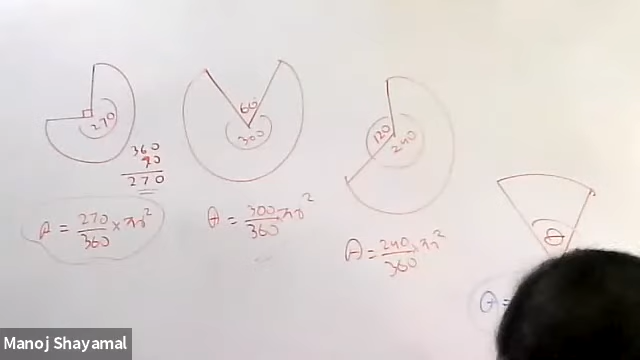 270
360
90
270
A = 270/360 × πr²
60
300
A = 300/360 πr²
120
240
A = 240/360 × πr²
θ
θ =
Manoj Shayamal